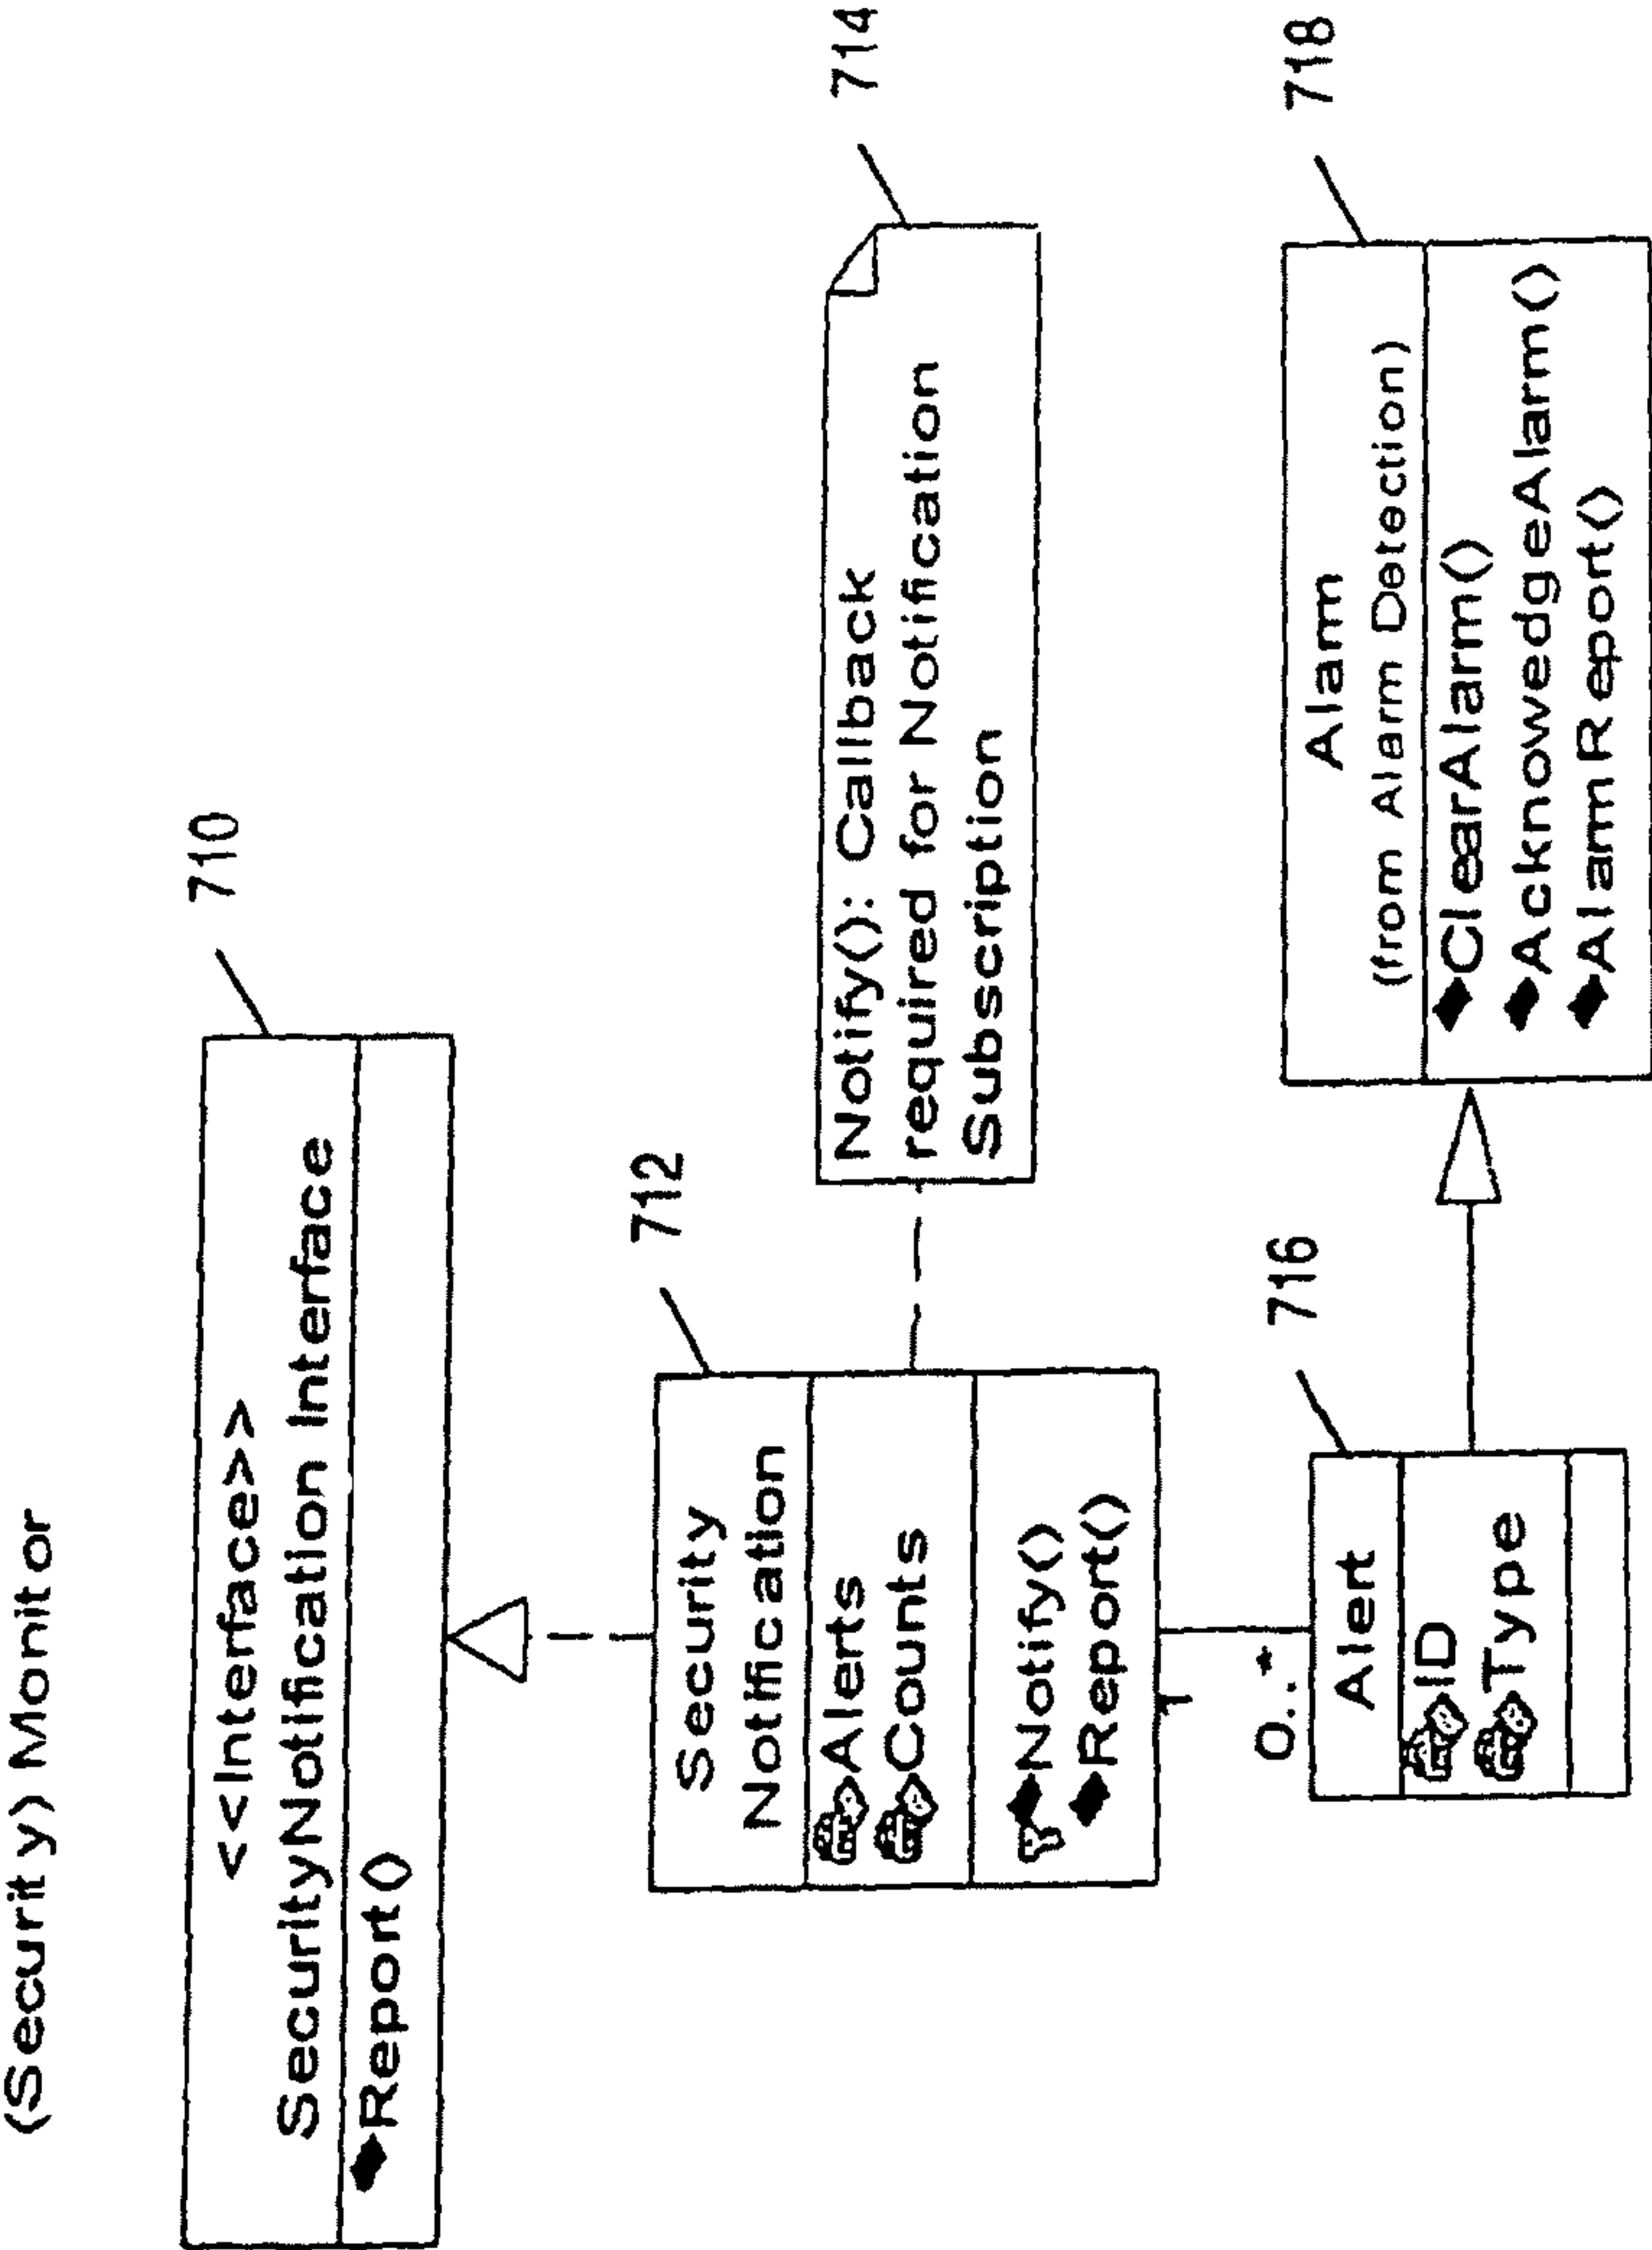 (Security) Monitor
710
<<Interface>>
SecurityNotification Interface
Report()
712
Security
Notification
Alerts
Counts
Notify()
Report()
714
Notify(): Callback
required for Notification
Subscription
1
0..*
716
Alert
ID
Type
718
Alarm
(from Alarm Detection)
ClearAlarm()
AcknowedgeAlarm()
AlarmReport()